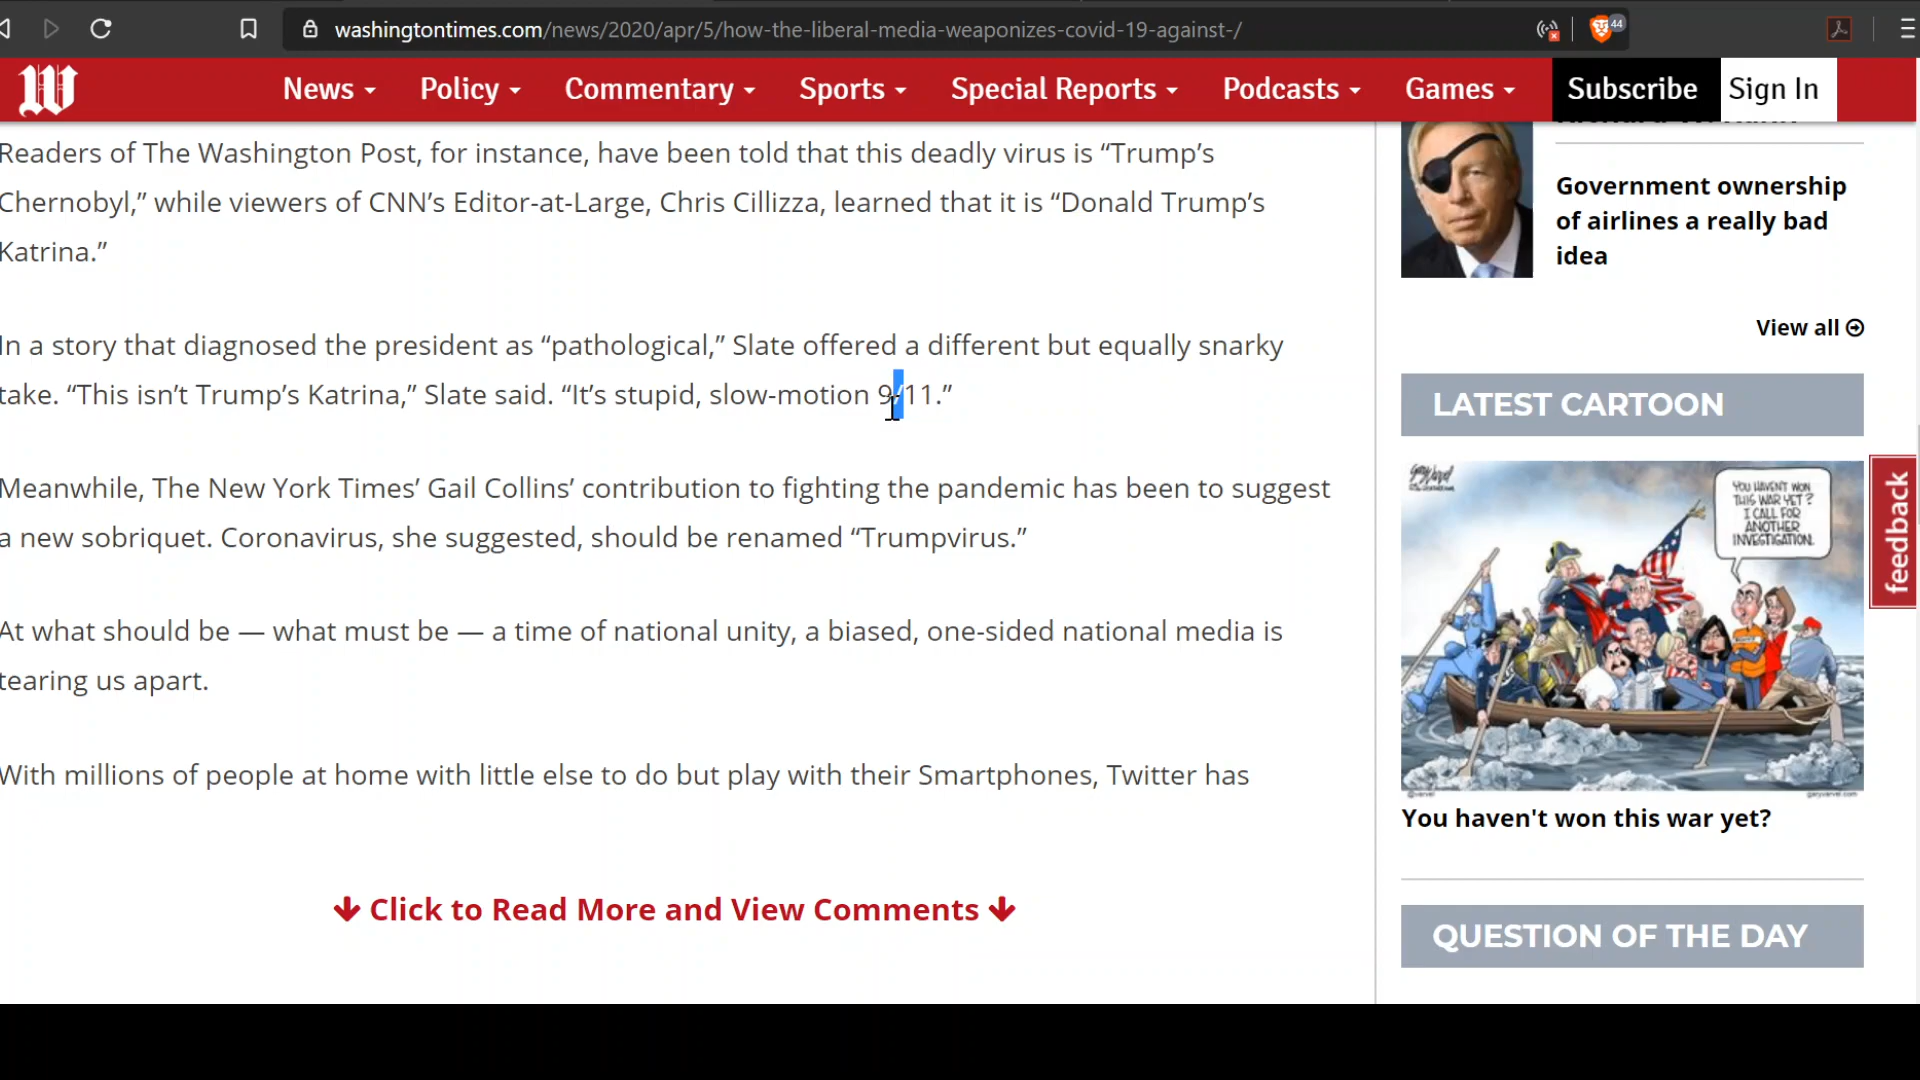 washingtontimes.com/news/2020/apr/5/how-the-liberal-media-weaponizes-covid-19-against-/
44
W
News
Policy
Commentary
Sports
Special Reports
Podcasts
Games
Subscribe
Sign In
Readers of The Washington Post, for instance, have been told that this deadly virus is “Trump’s
Chernobyl,” while viewers of CNN’s Editor-at-Large, Chris Cillizza, learned that it is “Donald Trump’s
Katrina.”
In a story that diagnosed the president as “pathological,” Slate offered a different but equally snarky
take. “This isn’t Trump’s Katrina,” Slate said. “It’s stupid, slow-motion 9/11.”
Meanwhile, The New York Times’ Gail Collins’ contribution to fighting the pandemic has been to suggest
a new sobriquet. Coronavirus, she suggested, should be renamed “Trumpvirus.”
At what should be — what must be — a time of national unity, a biased, one-sided national media is
tearing us apart.
With millions of people at home with little else to do but play with their Smartphones, Twitter has
Click to Read More and View Comments
Government ownership
of airlines a really bad
idea
View all
LATEST CARTOON
YOU HAVEN'T WON
THIS WAR YET?
I CALL FOR
ANOTHER
INVESTIGATION.
You haven't won this war yet?
QUESTION OF THE DAY
feedback